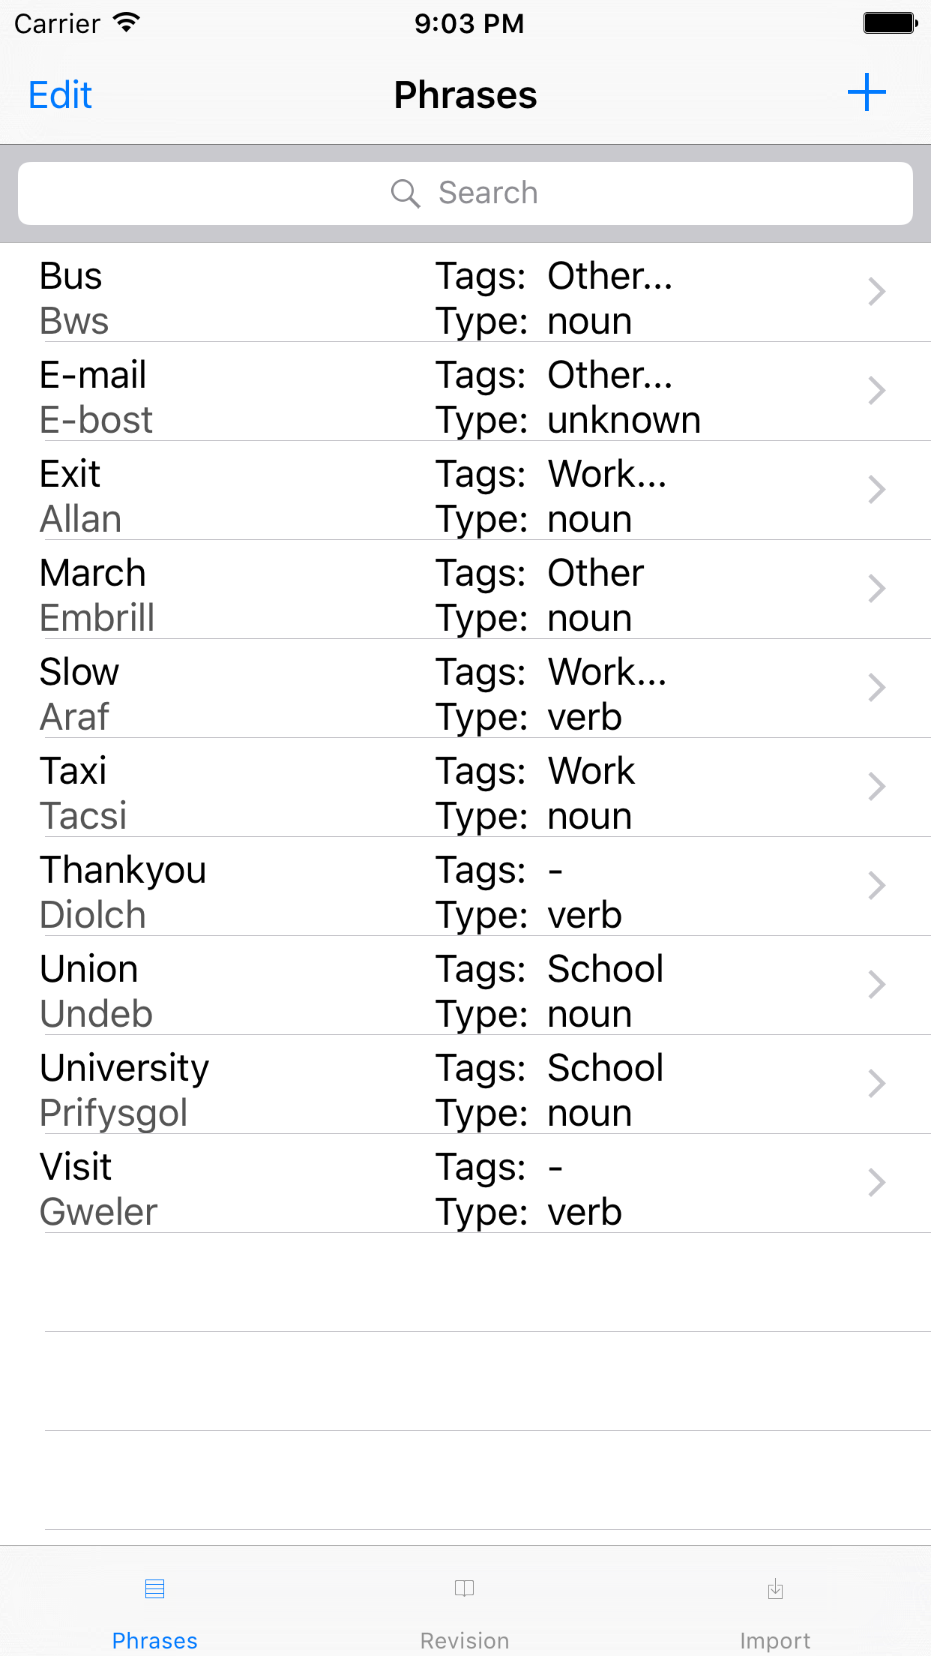 Carrier 9:03 PM
Edit Phrases +
Search
Bus Tags: Other...
Bws Type: noun
E-mail Tags: Other...
E-bost Type: unknown
Exit Tags: Work...
Allan Type: noun
March Tags: Other
Embrill Type: noun
Slow Tags: Work...
Araf Type: verb
Taxi Tags: Work
Tacsi Type: noun
Thankyou Tags: -
Diolch Type: verb
Union Tags: School
Undeb Type: noun
University Tags: School
Prifysgol Type: noun
Visit Tags: -
Gweler Type: verb
Phrases Revision Import